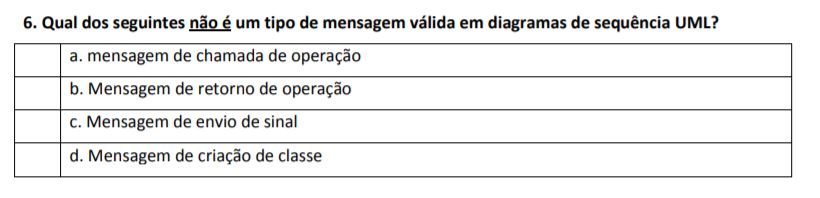 6. Qual dos seguintes não é um tipo de mensagem válida em diagramas de sequência UML?
a. mensagem de chamada de operação
b. Mensagem de retorno de operação
c. Mensagem de envio de sinal
d. Mensagem de criação de classe